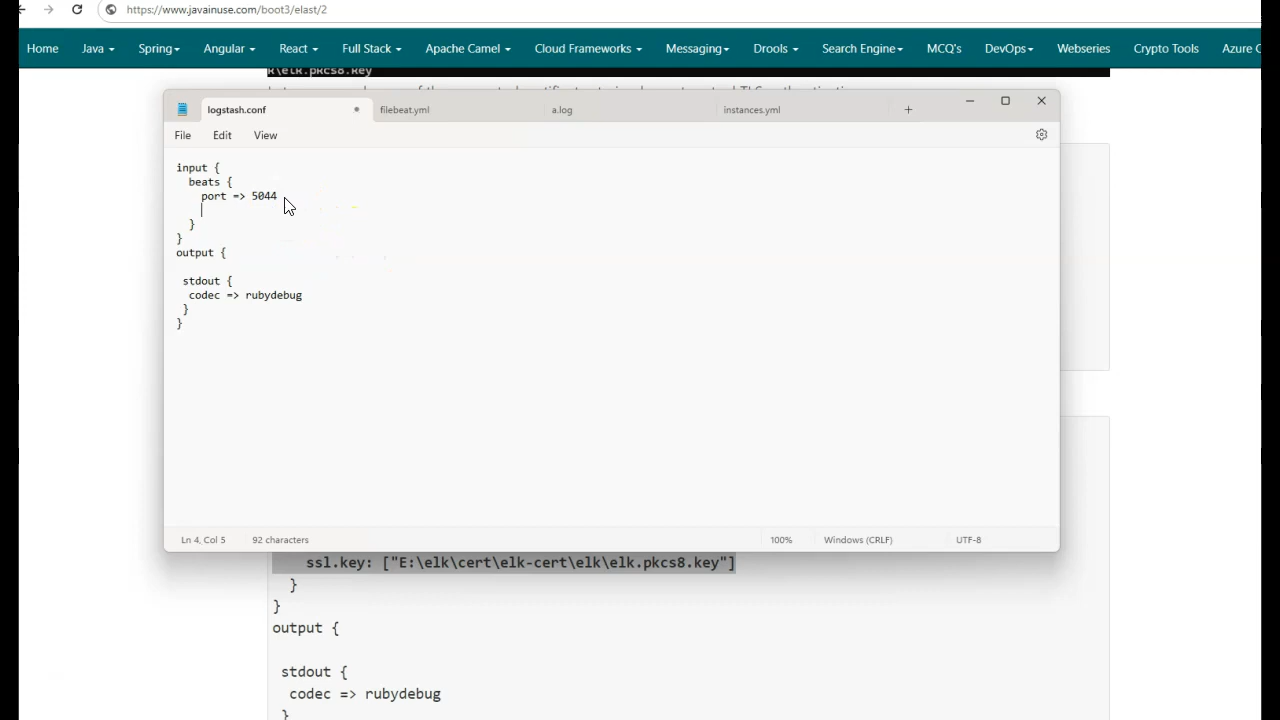 https://www.javainuse.com/boot3/elast/2
Home Java Spring Angular React Full Stack Apache Camel Cloud Frameworks Messaging Drools Search Engine MCQ's DevOps Webseries Crypto Tools Azure
k\elk.pkcs8.key
logstash.conf filebeat.yml a.log instances.yml
File Edit View
input {
beats {
port => 5044
}
}
output {
stdout {
codec => rubydebug
}
}
Ln 4, Col 5 92 characters 100% Windows (CRLF) UTF-8
ssl.key: ["E:\elk\cert\elk-cert\elk\elk.pkcs8.key"]
}
}
output {
stdout {
codec => rubydebug
}